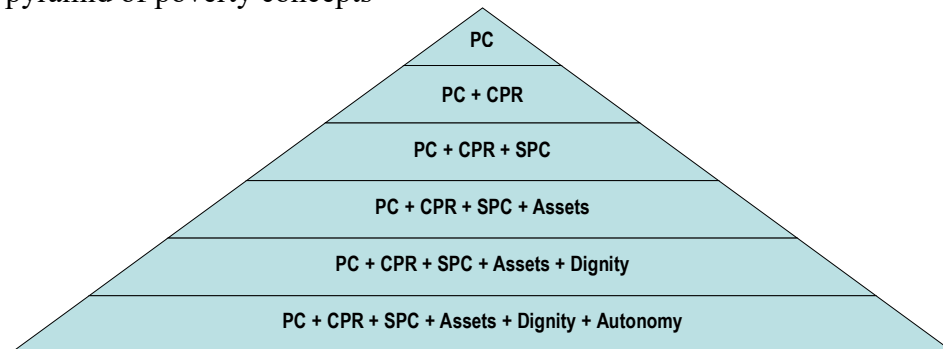 pyramid of poverty concepts
PC
PC + CPR
PC + CPR + SPC
PC + CPR + SPC + Assets
PC + CPR + SPC + Assets + Dignity
PC + CPR + SPC + Assets + Dignity + Autonomy